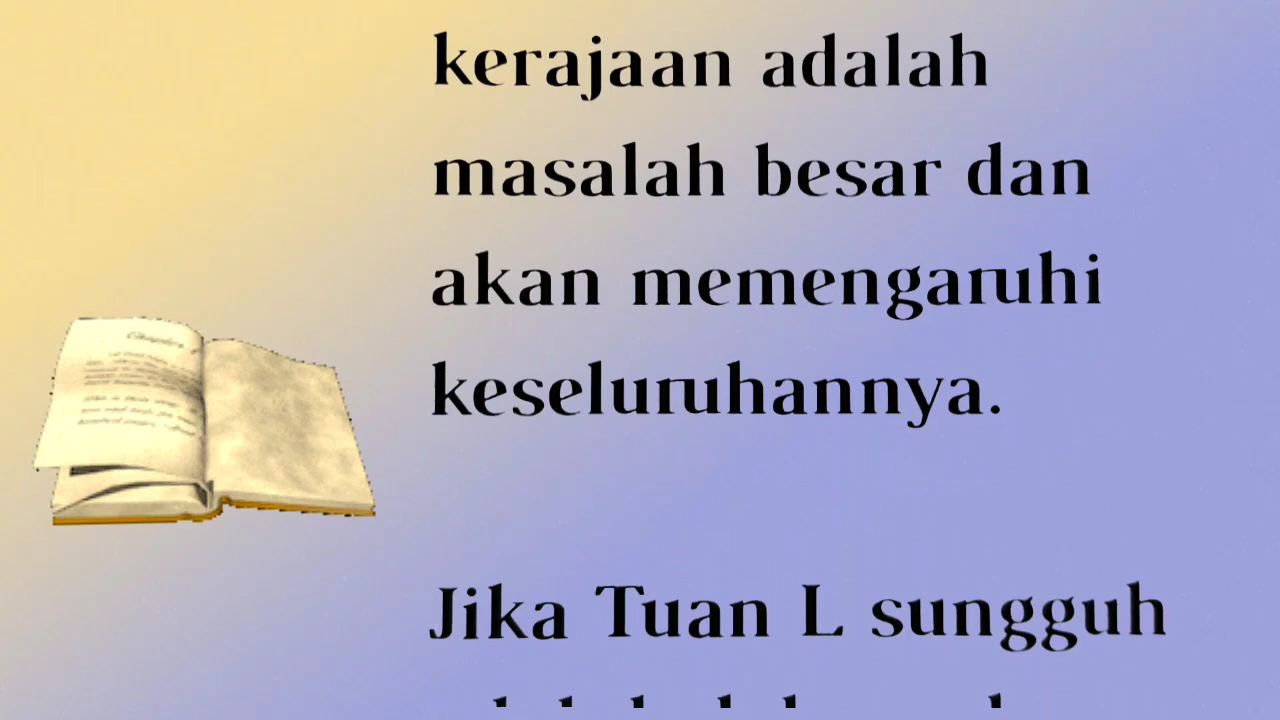 kerajaan adalah
masalah besar dan
akan memengaruhi
keseluruhannya.
Jika Tuan L sungguh